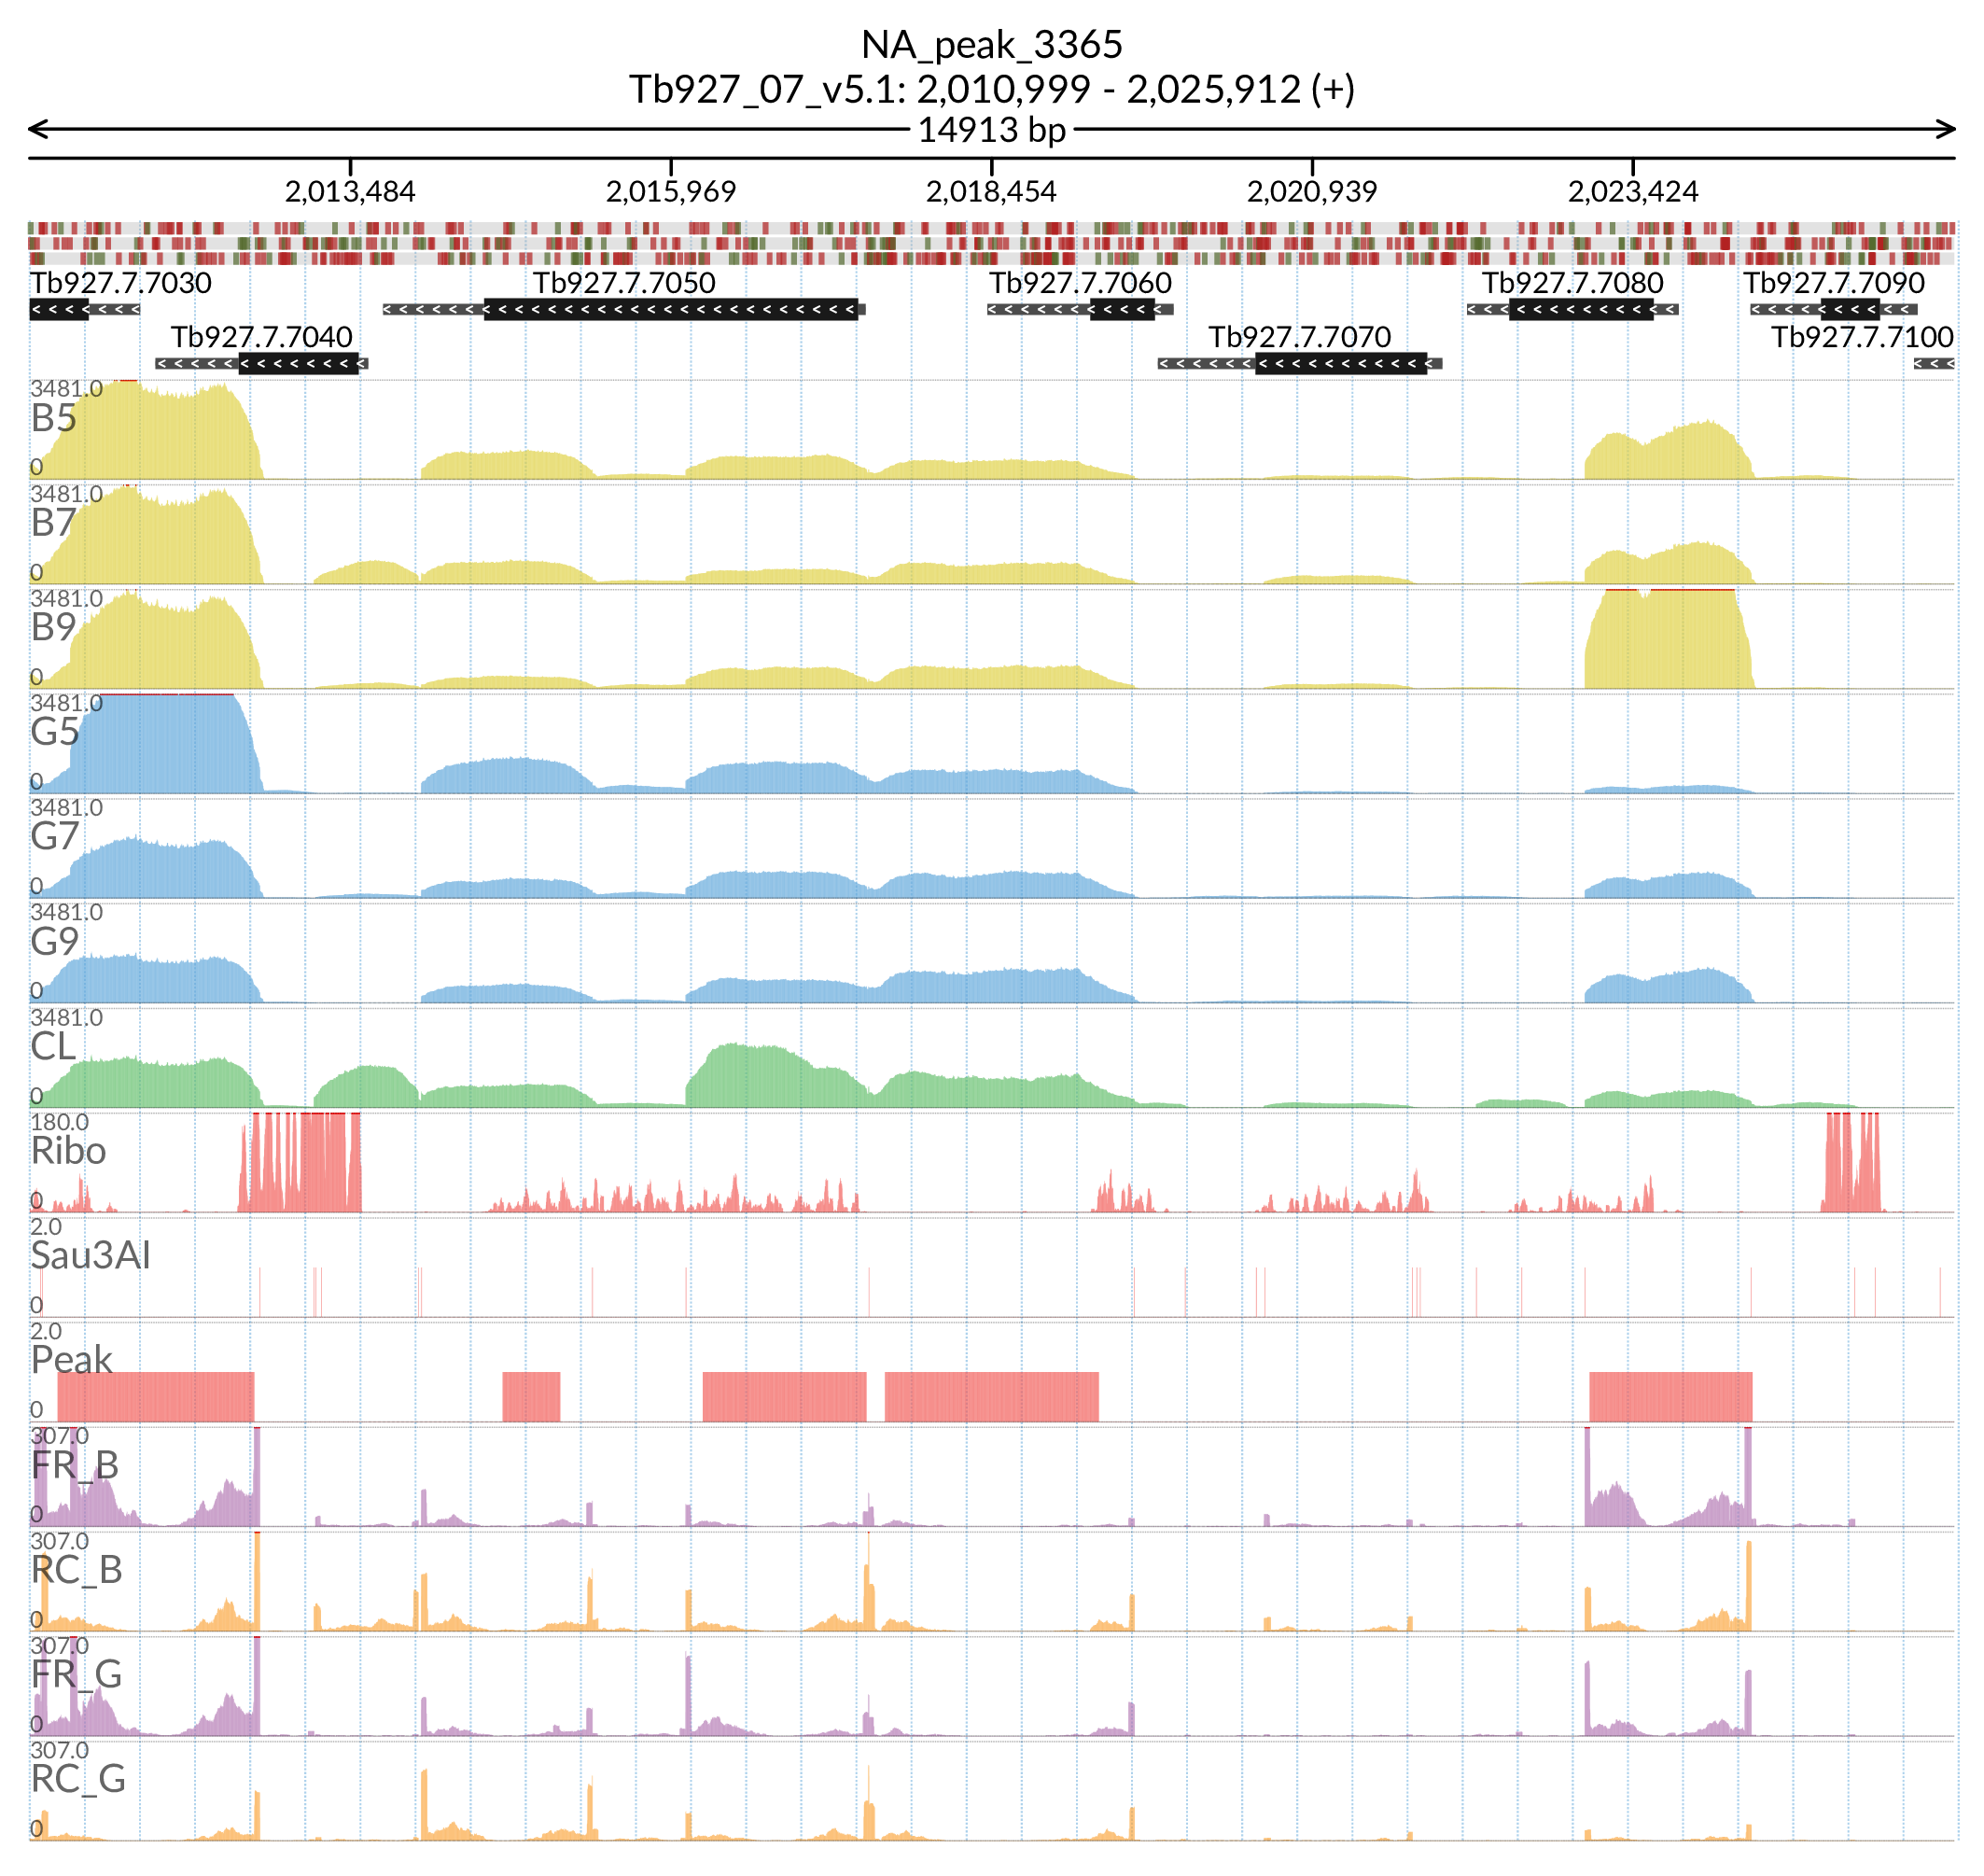 NA_peak_3365
Tb927_07_v5.1: 2,010,999 - 2,025,912 (+)
14913 bp
2,013,484 2,015,969 2,018,454 2,020,939 2,023,424
Tb927.7.7030 Tb927.7.7050 Tb927.7.7060 Tb927.7.7080 Tb927.7.7090
Tb927.7.7040 Tb927.7.7070 Tb927.7.7100
3481.0
B5
0
3481.0
B7
0
3481.0
B9
0
3481.0
G5
0
3481.0
G7
0
3481.0
G9
0
3481.0
CL
0
180.0
Ribo
0
2.0
Sau3AI
0
2.0
Peak
0
307.0
FR_B
0
307.0
RC_B
0
307.0
FR_G
0
307.0
RC_G
0